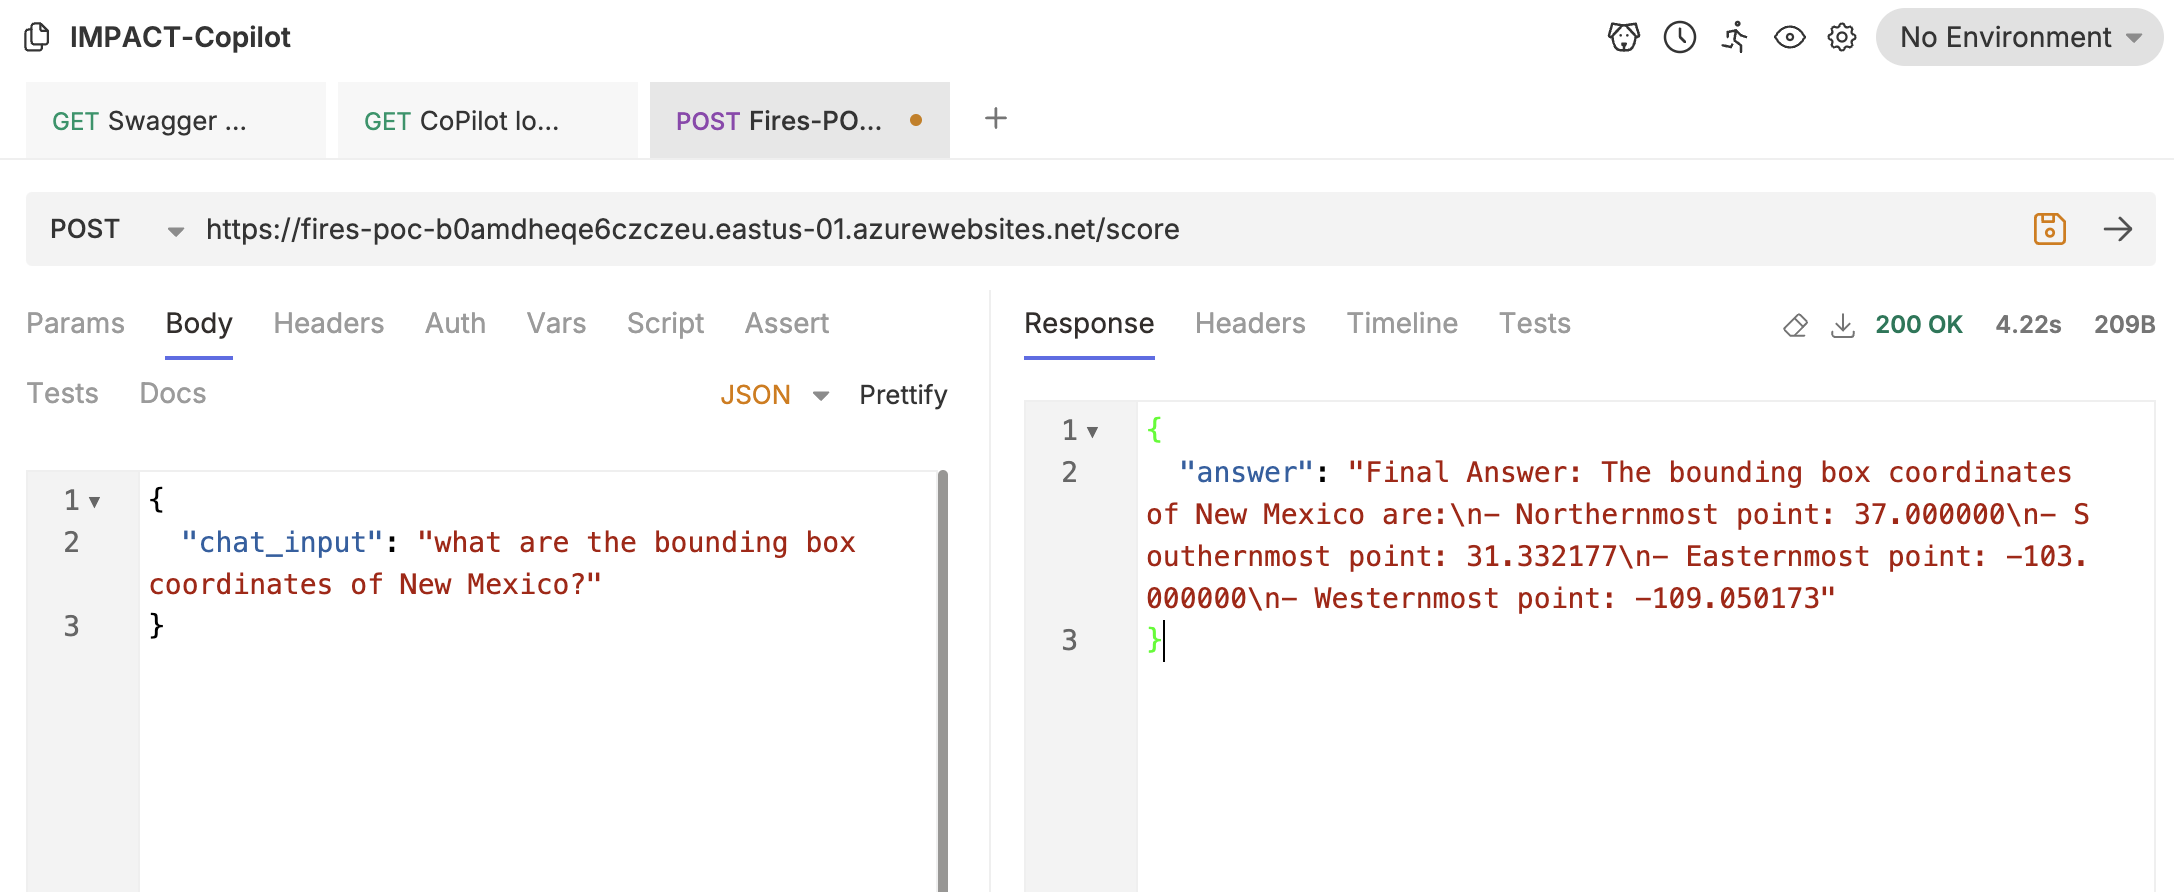 IMPACT-Copilot
No Environment
GET Swagger ...
GET CoPilot lo...
POST Fires-PO...
POST
https://fires-poc-b0amdheqe6czczeu.eastus-01.azurewebsites.net/score
Params Body Headers Auth Vars Script Assert
Tests Docs
JSON Prettify
1 {
2 "chat_input": "what are the bounding box
coordinates of New Mexico?"
3 }
Response Headers Timeline Tests
200 OK 4.22s 209B
1 {
2 "answer": "Final Answer: The bounding box coordinates
of New Mexico are:\n- Northernmost point: 37.000000\n- S
outhernmost point: 31.332177\n- Easternmost point: -103.
000000\n- Westernmost point: -109.050173"
3 }